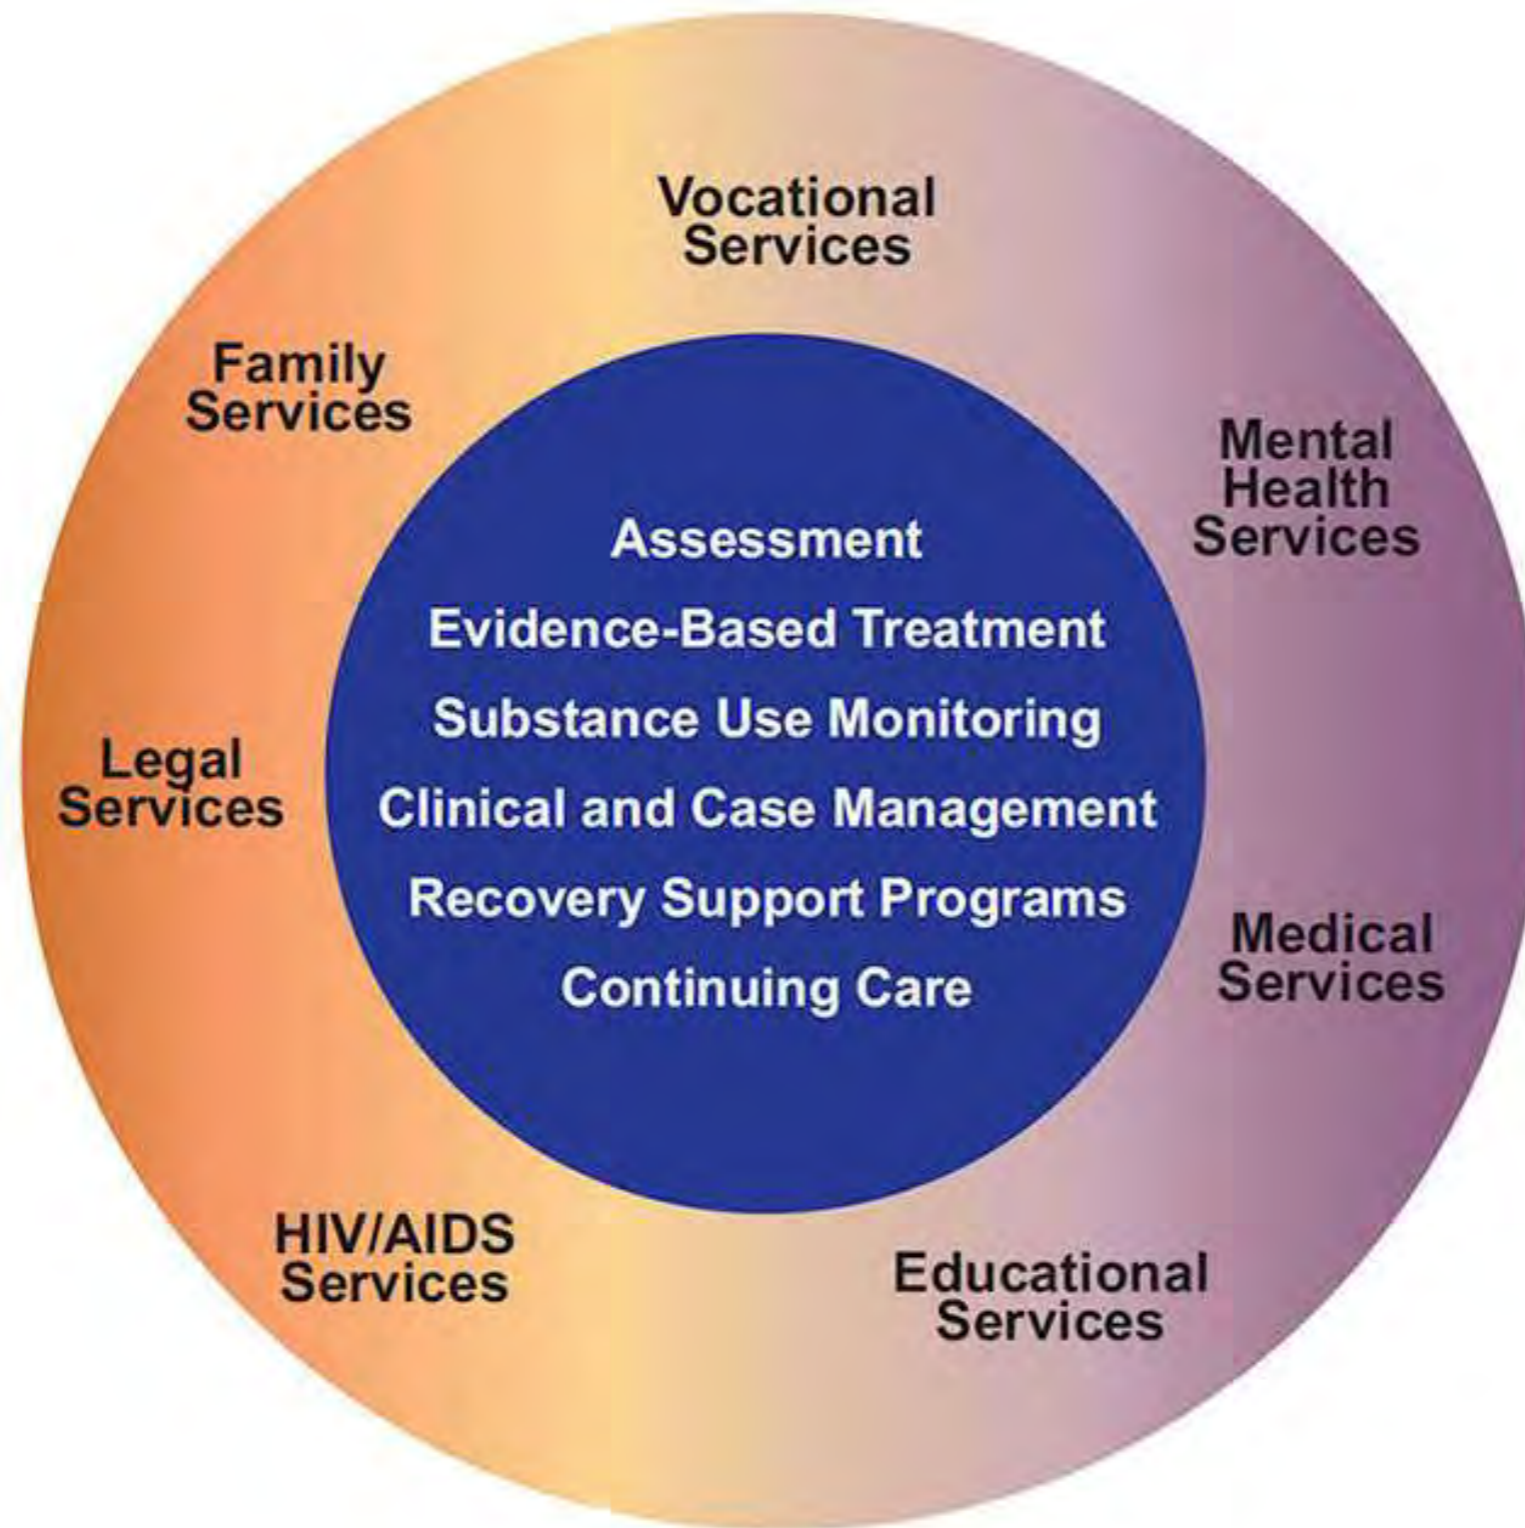 Vocational
Services
Family
Services
Mental
Health
Services
Assessment
Evidence-Based Treatment
Substance Use Monitoring
Clinical and Case Management
Recovery Support Programs
Continuing Care
Legal
Services
Medical
Services
HIV/AIDS
Services
Educational
Services